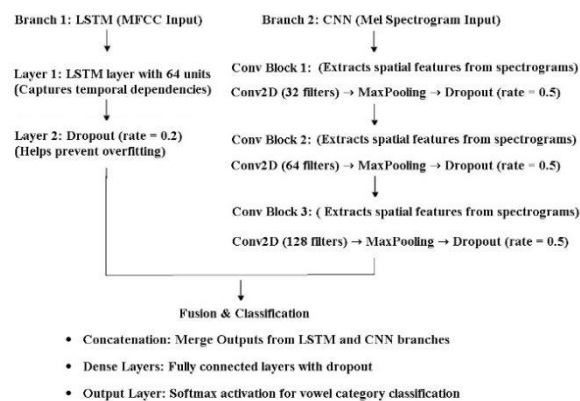 Branch 1: LSTM (MFCC Input)
Layer 1: LSTM layer with 64 units
(Captures temporal dependencies)
Layer 2: Dropout (rate = 0.2)
(Helps prevent overfitting)
Branch 2: CNN (Mel Spectrogram Input)
Conv Block 1: (Extracts spatial features from spectrograms)
Conv2D (32 filters) → MaxPooling → Dropout (rate = 0.5)
Conv Block 2: (Extracts spatial features from spectrograms)
Conv2D (64 filters) → MaxPooling → Dropout (rate = 0.5)
Conv Block 3: ( Extracts spatial features from spectrograms)
Conv2D (128 filters) → MaxPooling → Dropout (rate = 0.5)
Fusion & Classification
• Concatenation: Merge Outputs from LSTM and CNN branches
• Dense Layers: Fully connected layers with dropout
• Output Layer: Softmax activation for vowel category classification